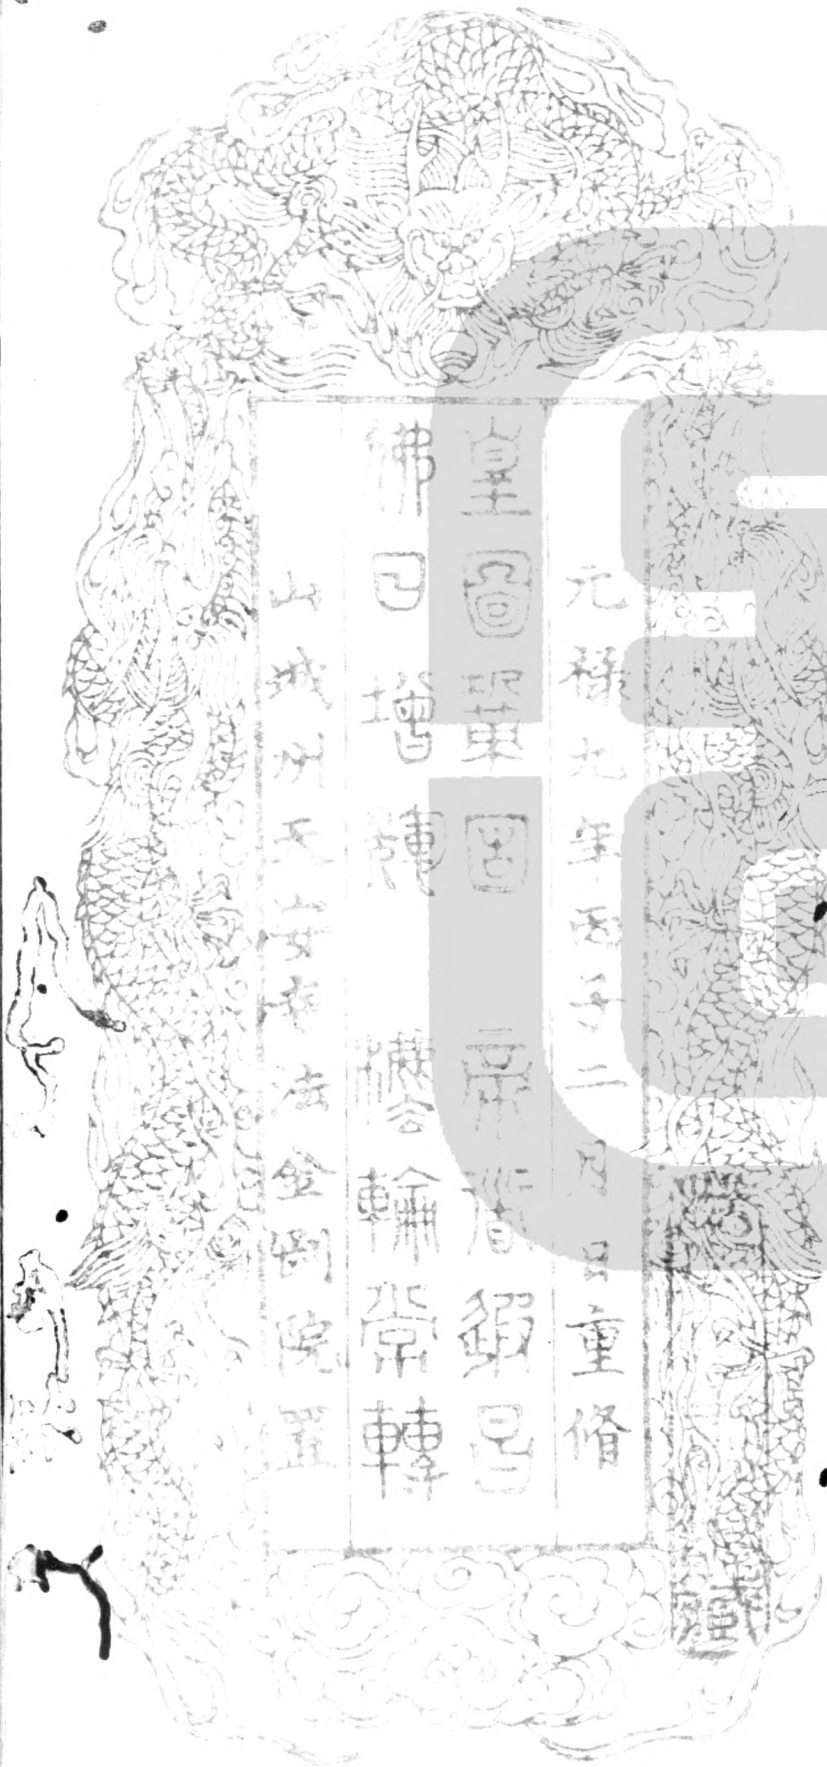 元禄九年丙子二月日重脩
皇圖鞏固 帝道遐昌
佛日增輝 法輪常轉
山城州天安寺法金剛院置